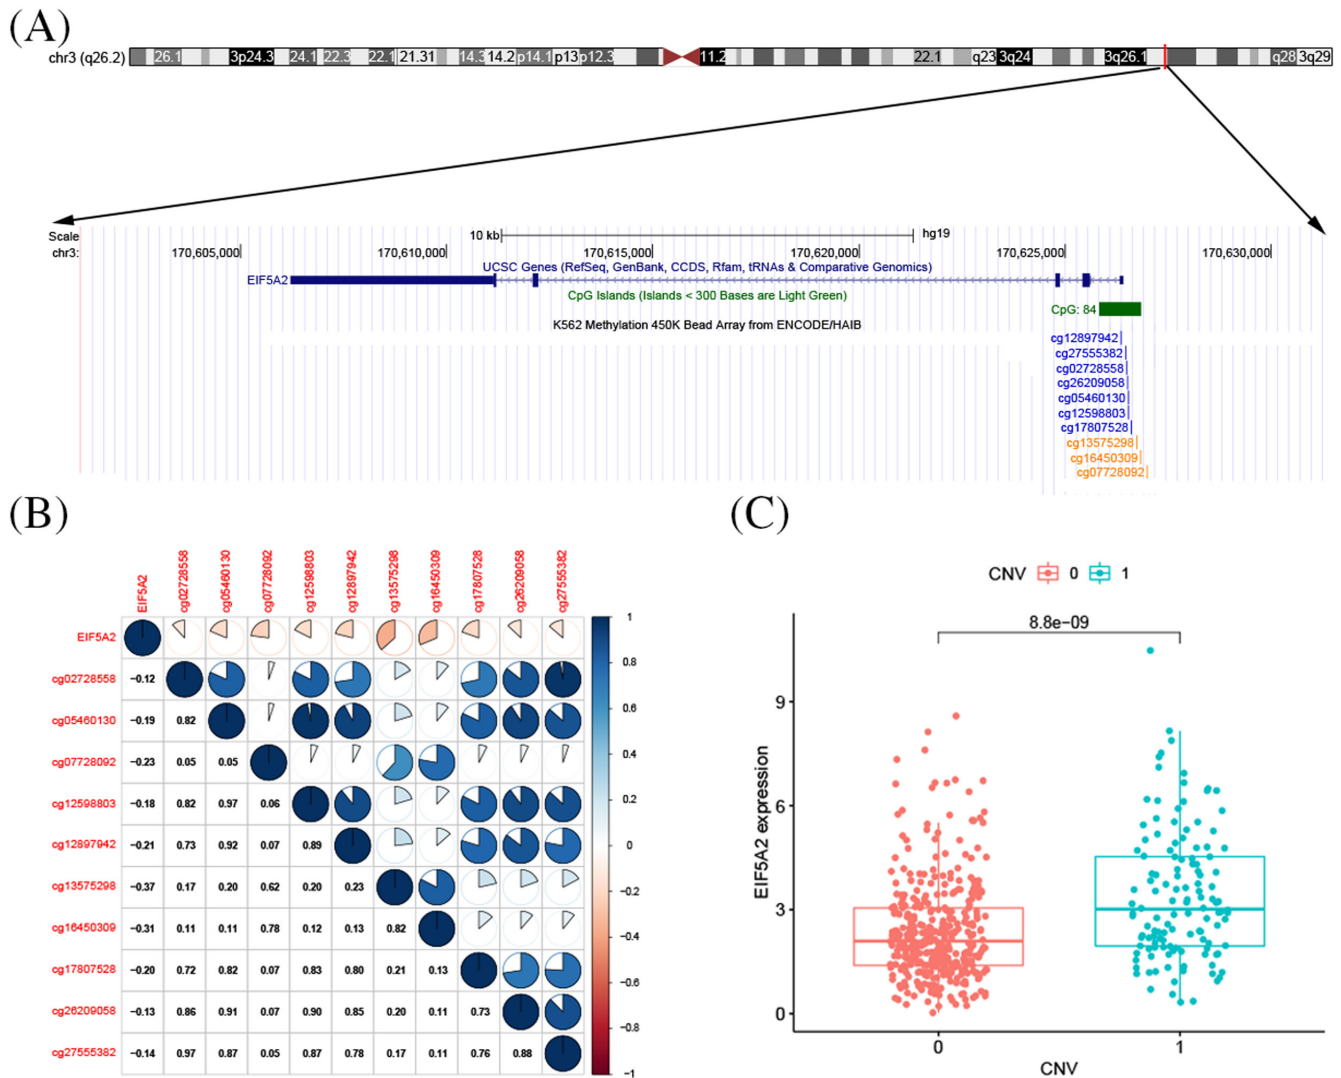 (A)
chr3 (q26.2) 26.1 3p24.3 24.1 22.3 22.1 21.31 14.3 14.2 p14.1 p13 p12.3 11.2 22.1 q23 3q24 3q26.1 q28 3q29
Scale 10 kb hg19
chr3: 170,605,000 170,610,000 170,615,000 170,620,000 170,625,000 170,630,000
UCSC Genes (RefSeq, GenBank, CCDS, Rfam, tRNAs & Comparative Genomics)
EIF5A2
CpG Islands (Islands < 300 Bases are Light Green)
CpG: 84
K562 Methylation 450K Bead Array from ENCODE/HAIB
cg12897942
cg27555382
cg02728558
cg26209058
cg05460130
cg12598803
cg17807528
cg13575298
cg16450309
cg07728092
(B)
EIF5A2 cg02728558 cg05460130 cg07728092 cg12598803 cg12897942 cg13575298 cg16450309 cg17807528 cg26209058 cg27555382
EIF5A2
cg02728558 −0.12
cg05460130 −0.19 0.82
cg07728092 −0.23 0.05 0.05
cg12598803 −0.18 0.82 0.97 0.06
cg12897942 −0.21 0.73 0.92 0.07 0.89
cg13575298 −0.37 0.17 0.20 0.62 0.20 0.23
cg16450309 −0.31 0.11 0.11 0.78 0.12 0.13 0.82
cg17807528 −0.20 0.72 0.82 0.07 0.83 0.80 0.21 0.13
cg26209058 −0.13 0.86 0.91 0.07 0.90 0.85 0.20 0.11 0.73
cg27555382 −0.14 0.97 0.87 0.05 0.87 0.78 0.17 0.11 0.76 0.88
1
0.8
0.6
0.4
0.2
0
−0.2
−0.4
−0.6
−0.8
−1
(C)
CNV 0 1
8.8e−09
EIF5A2 expression
9
6
3
0
0 1
CNV